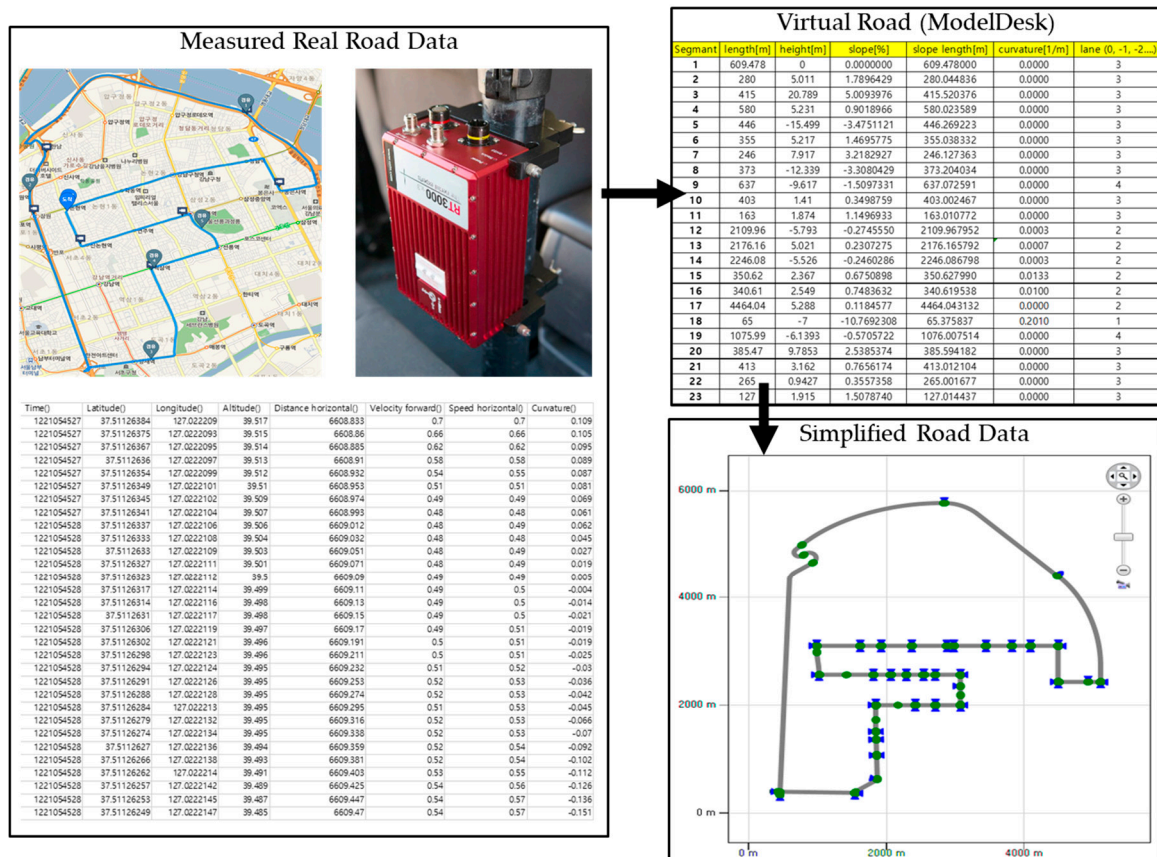 Measured Real Road Data
RT3000
Time() Latitude() Longitude() Altitude() Distance horizontal() Velocity forward() Speed horizontal() Curvature()
1221054527 37.51126384 127.022209 39.517 6608.833 0.7 0.7 0.109
1221054527 37.51126375 127.0222093 39.515 6608.86 0.66 0.66 0.105
1221054527 37.51126367 127.0222095 39.514 6608.885 0.62 0.62 0.095
1221054527 37.5112636 127.0222097 39.513 6608.91 0.58 0.58 0.089
1221054527 37.51126354 127.0222099 39.512 6608.932 0.54 0.55 0.087
1221054527 37.51126349 127.0222101 39.51 6608.953 0.51 0.51 0.081
1221054527 37.51126345 127.0222102 39.509 6608.974 0.49 0.49 0.069
1221054528 37.51126341 127.0222104 39.507 6608.993 0.48 0.48 0.061
1221054528 37.51126337 127.0222106 39.506 6609.012 0.48 0.49 0.062
1221054528 37.51126333 127.0222108 39.504 6609.032 0.48 0.48 0.045
1221054528 37.5112633 127.0222109 39.503 6609.051 0.48 0.49 0.027
1221054528 37.51126327 127.0222111 39.501 6609.071 0.48 0.49 0.019
1221054528 37.51126323 127.0222112 39.5 6609.09 0.49 0.49 0.005
1221054528 37.51126317 127.0222114 39.499 6609.11 0.49 0.5 -0.004
1221054528 37.51126314 127.0222116 39.498 6609.13 0.49 0.5 -0.014
1221054528 37.5112631 127.0222117 39.498 6609.15 0.49 0.5 -0.021
1221054528 37.51126306 127.0222119 39.497 6609.17 0.49 0.51 -0.019
1221054528 37.51126302 127.0222121 39.496 6609.191 0.5 0.51 -0.019
1221054528 37.51126298 127.0222123 39.496 6609.211 0.5 0.51 -0.025
1221054528 37.51126294 127.0222124 39.495 6609.232 0.51 0.52 -0.03
1221054528 37.51126291 127.0222126 39.495 6609.253 0.52 0.53 -0.036
1221054528 37.51126288 127.0222128 39.495 6609.274 0.52 0.53 -0.042
1221054528 37.51126284 127.022213 39.495 6609.295 0.51 0.53 -0.045
1221054528 37.51126279 127.0222132 39.495 6609.316 0.52 0.53 -0.066
1221054528 37.51126274 127.0222134 39.495 6609.338 0.52 0.53 -0.07
1221054528 37.5112627 127.0222136 39.494 6609.359 0.52 0.54 -0.092
1221054528 37.51126266 127.0222138 39.493 6609.381 0.52 0.54 -0.102
1221054528 37.51126262 127.022214 39.491 6609.403 0.53 0.55 -0.112
1221054528 37.51126257 127.0222142 39.489 6609.425 0.54 0.56 -0.126
1221054528 37.51126253 127.0222145 39.487 6609.447 0.54 0.57 -0.136
1221054528 37.51126249 127.0222147 39.485 6609.47 0.54 0.57 -0.151
Virtual Road (ModelDesk)
Segmant length[m] height[m] slope[%] slope length[m] curvature[1/m] lane (0, -1, -2....)
1 609.478 0 0.0000000 609.478000 0.0000 3
2 280 5.011 1.7896429 280.044836 0.0000 3
3 415 20.789 5.0093976 415.520376 0.0000 3
4 580 5.231 0.9018966 580.023589 0.0000 3
5 446 -15.499 -3.4751121 446.269223 0.0000 3
6 355 5.217 1.4695775 355.038332 0.0000 3
7 246 7.917 3.2182927 246.127363 0.0000 3
8 373 -12.339 -3.3080429 373.204034 0.0000 3
9 637 -9.617 -1.5097331 637.072591 0.0000 4
10 403 1.41 0.3498759 403.002467 0.0000 3
11 163 1.874 1.1496933 163.010772 0.0000 3
12 2109.96 -5.793 -0.2745550 2109.967952 0.0003 2
13 2176.16 5.021 0.2307275 2176.165792 0.0007 2
14 2246.08 -5.526 -0.2460286 2246.086798 0.0003 2
15 350.62 2.367 0.6750898 350.627990 0.0133 2
16 340.61 2.549 0.7483632 340.619538 0.0100 2
17 4464.04 5.288 0.1184577 4464.043132 0.0000 2
18 65 -7 -10.7692308 65.375837 0.2010 1
19 1075.99 -6.1393 -0.5705722 1076.007514 0.0000 4
20 385.47 9.7853 2.5385374 385.594182 0.0000 3
21 413 3.162 0.7656174 413.012104 0.0000 3
22 265 0.9427 0.3557358 265.001677 0.0000 3
23 127 1.915 1.5078740 127.014437 0.0000 3
Simplified Road Data
6000 m
4000 m
2000 m
0 m
0 m 2000 m 4000 m